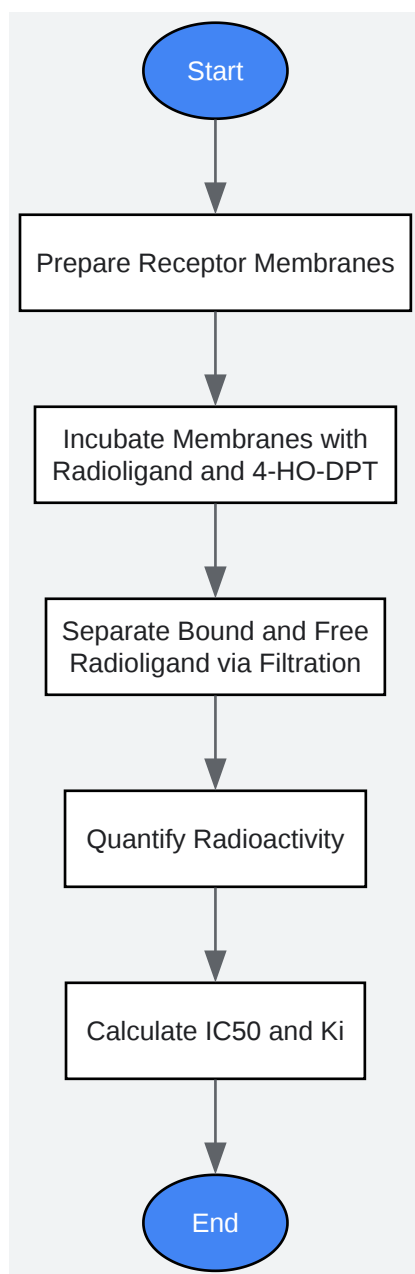 Start
Prepare Receptor Membranes
Incubate Membranes with
Radioligand and 4-HO-DPT
Separate Bound and Free
Radioligand via Filtration
Quantify Radioactivity
Calculate IC50 and Ki
End